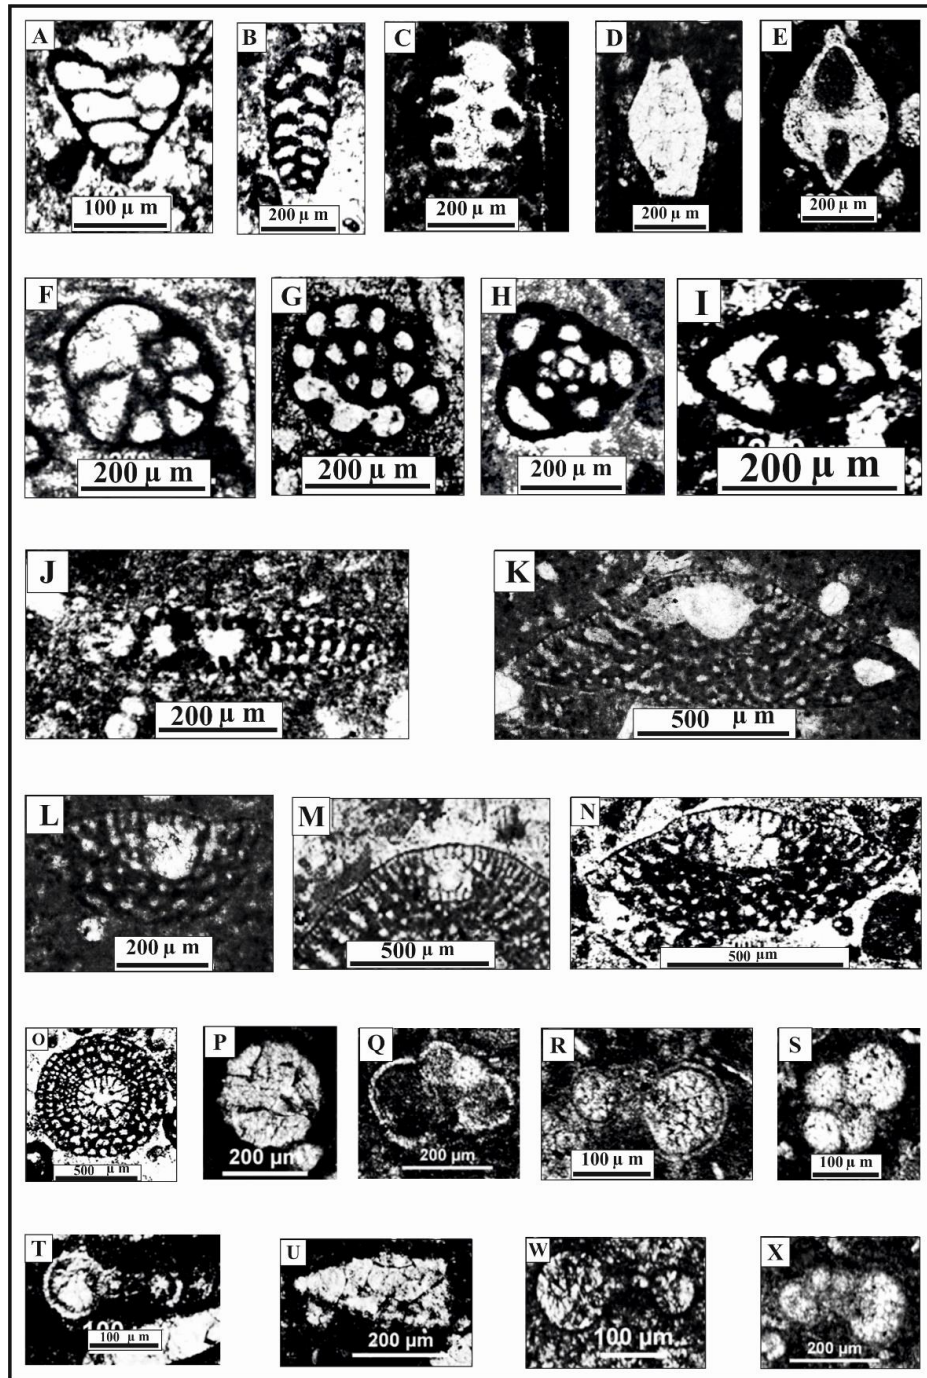 A B C D E
100 µ m 200 µ m 200 µ m 200 µ m 200 µ m
F G H I
200 µ m 200 µ m 200 µ m 200 µ m
J K
200 µ m 500 µ m
L M N
200 µ m 500 µ m 500 µm
O P Q R S
500 µ m 200 µm 200 µm 100 µ m 100 µ m
T U W X
100 µ m 200 µm 100 µm 200 µm